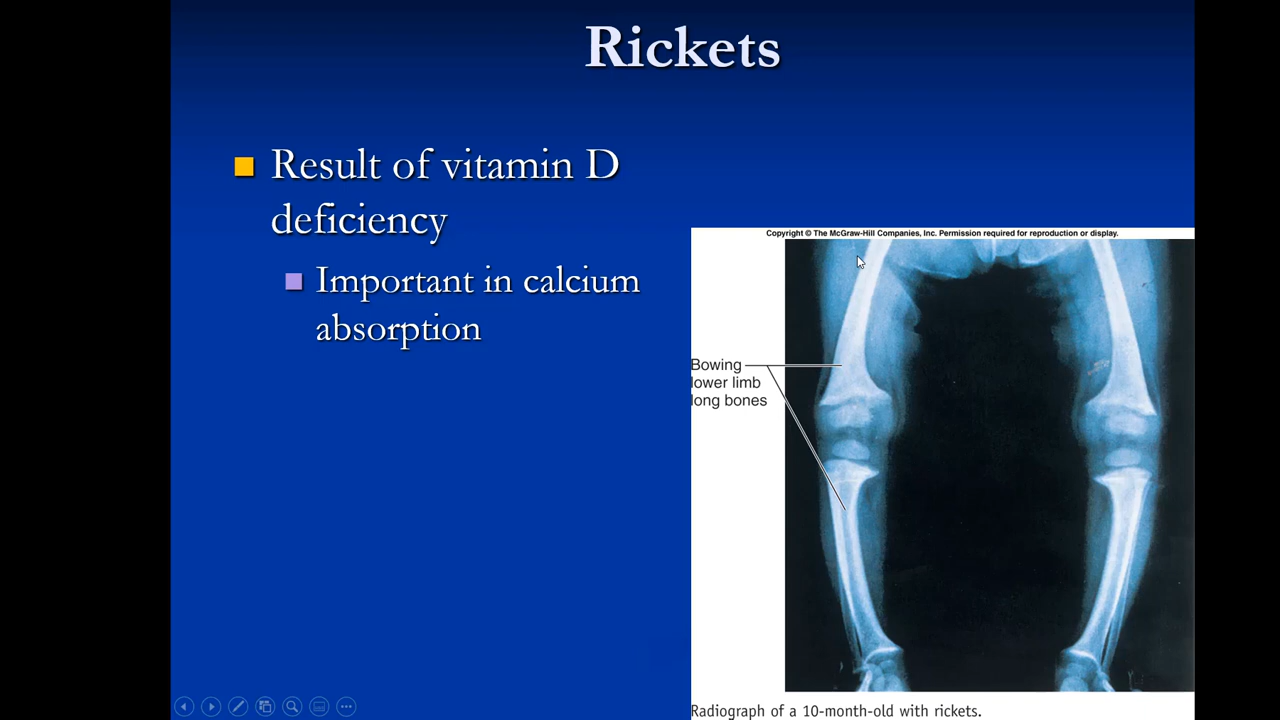 Rickets
Result of vitamin D
deficiency
Important in calcium
absorption
Copyright © The McGraw-Hill Companies, Inc. Permission required for reproduction or display.
Bowing
lower limb
long bones
Radiograph of a 10-month-old with rickets.